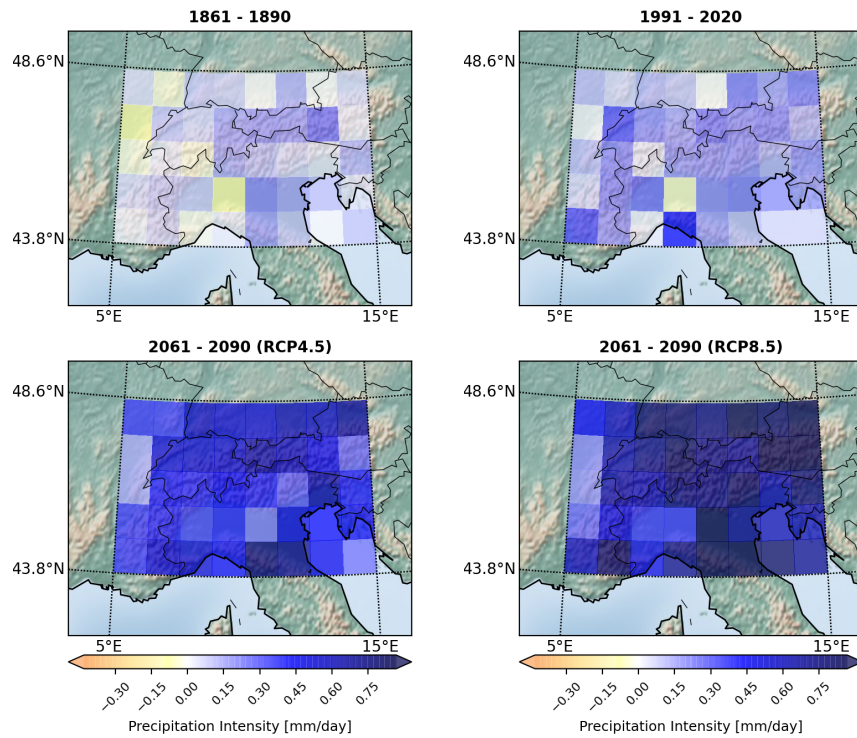 1861 - 1890
1991 - 2020
48.6°N
48.6°N
43.8°N
43.8°N
5°E
15°E
5°E
15°E
2061 - 2090 (RCP4.5)
2061 - 2090 (RCP8.5)
48.6°N
48.6°N
43.8°N
43.8°N
5°E
15°E
5°E
15°E
−0.30 −0.15 0.00 0.15 0.30 0.45 0.60 0.75
−0.30 −0.15 0.00 0.15 0.30 0.45 0.60 0.75
Precipitation Intensity [mm/day]
Precipitation Intensity [mm/day]